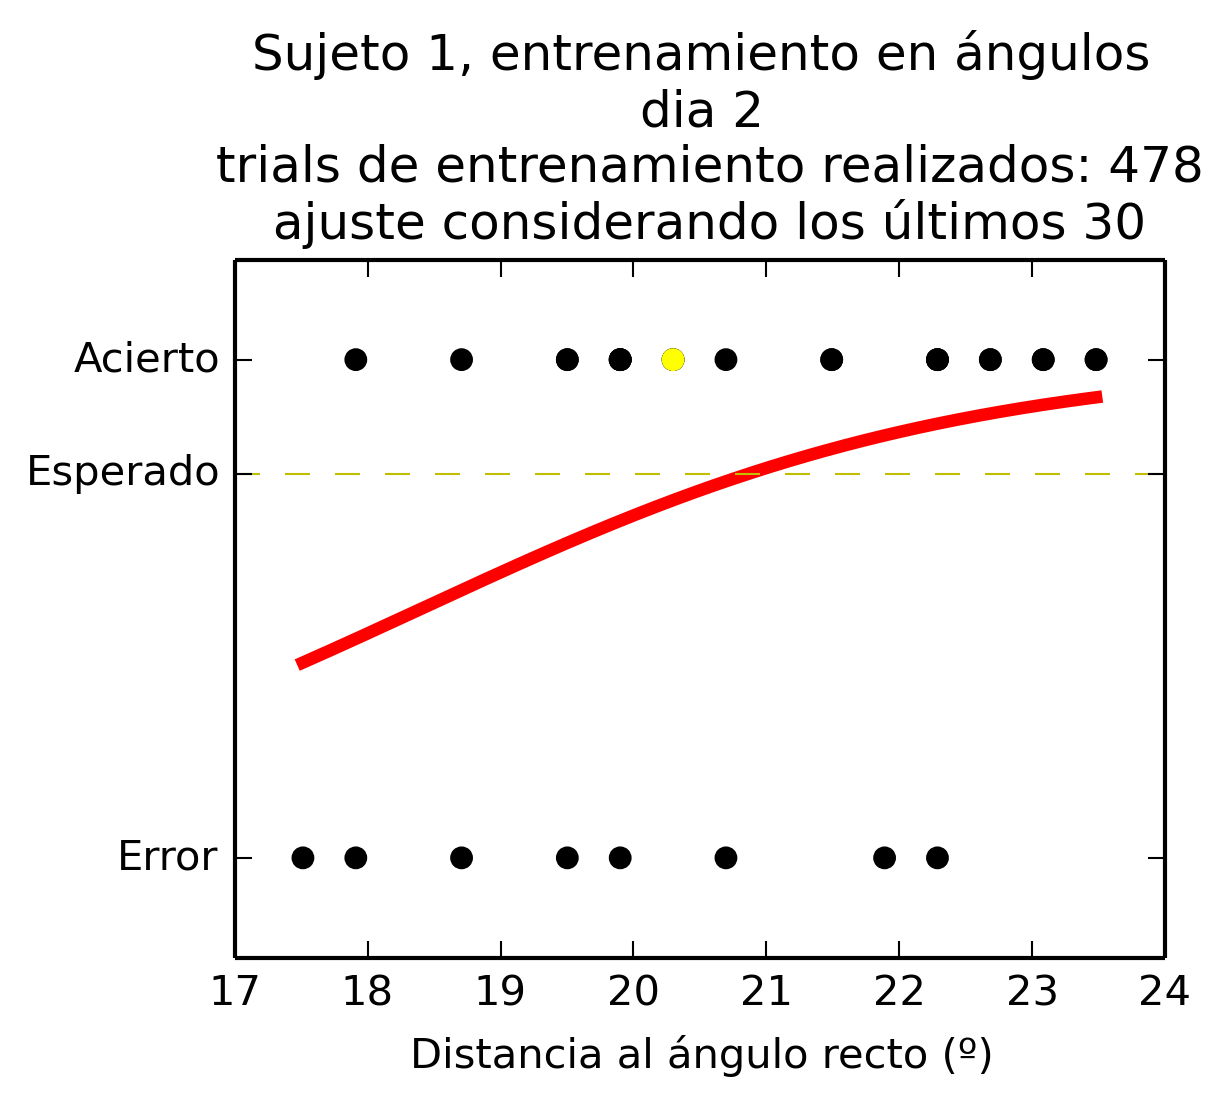 Sujeto 1, entrenamiento en ángulos
dia 2
trials de entrenamiento realizados: 478
ajuste considerando los últimos 30
Acierto
Esperado
Error
17 18 19 20 21 22 23 24
Distancia al ángulo recto (º)